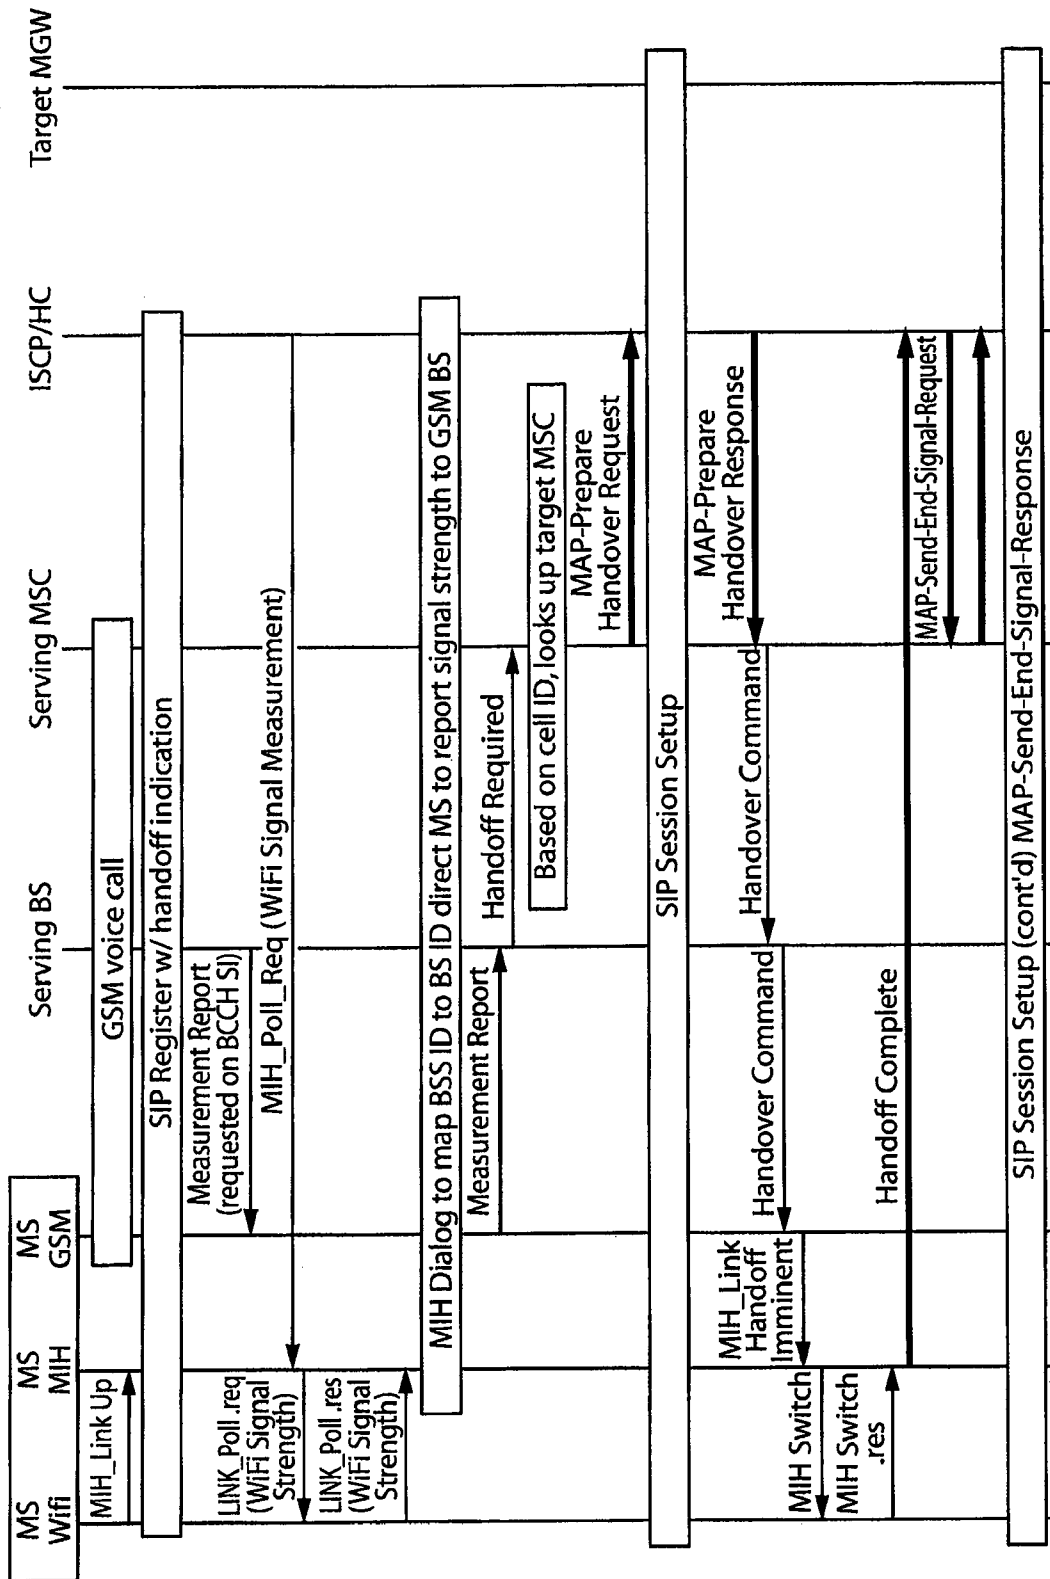 MS
Wifi
MS
MIH
MS
GSM
Serving BS
Serving MSC
ISCP/HC
Target MGW
MIH_Link Up
GSM voice call
SIP Register w/ handoff indication
Measurement Report
(requested on BCCH SI)
MIH_Poll_Req (WiFi Signal Measurement)
LINK_Poll .req
(WiFi Signal
Strength)
LINK_Poll .res
(WiFi Signal
Strength)
MIH Dialog to map BSS ID to BS ID direct MS to report signal strength to GSM BS
Measurement Report
Handoff Required
Based on cell ID, looks up target MSC
MAP-Prepare
Handover Request
SIP Session Setup
MAP-Prepare
Handover Response
Handover Command
Handover Command
MIH_Link
Handoff
Imminent
MIH Switch
MIH Switch
.res
Handoff Complete
MAP-Send-End-Signal-Request
SIP Session Setup (cont'd) MAP-Send-End-Signal-Response